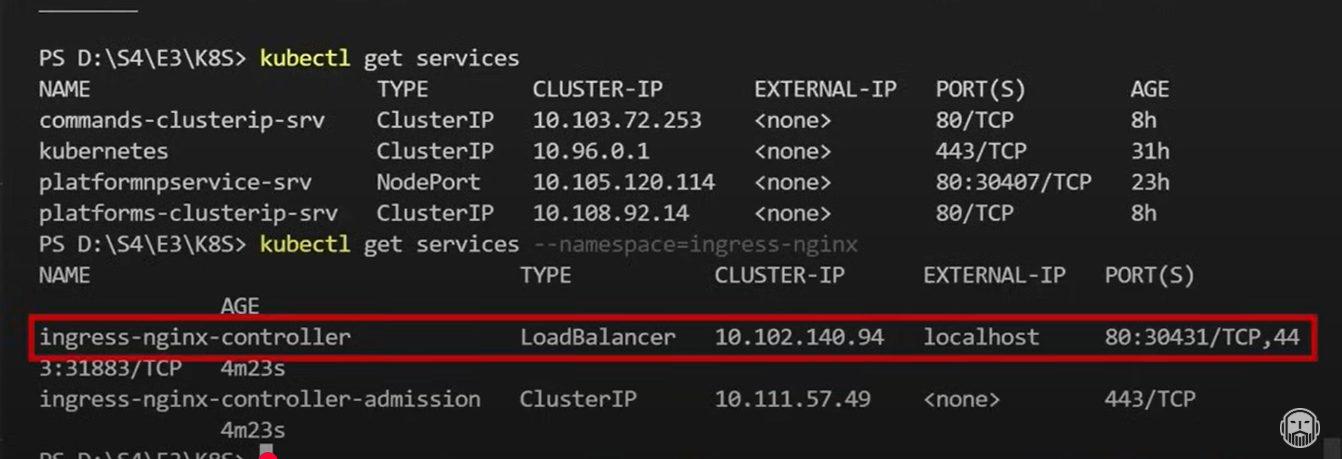 PS D:\S4\E3\K8S> kubectl get services
NAME TYPE CLUSTER-IP EXTERNAL-IP PORT(S) AGE
commands-clusterip-srv ClusterIP 10.103.72.253 <none> 80/TCP 8h
kubernetes ClusterIP 10.96.0.1 <none> 443/TCP 31h
platformnpservice-srv NodePort 10.105.120.114 <none> 80:30407/TCP 23h
platforms-clusterip-srv ClusterIP 10.108.92.14 <none> 80/TCP 8h
PS D:\S4\E3\K8S> kubectl get services --namespace=ingress-nginx
NAME TYPE CLUSTER-IP EXTERNAL-IP PORT(S)
AGE
ingress-nginx-controller LoadBalancer 10.102.140.94 localhost 80:30431/TCP,44
3:31883/TCP 4m23s
ingress-nginx-controller-admission ClusterIP 10.111.57.49 <none> 443/TCP
4m23s
PS D:\S4\E3\K8S>